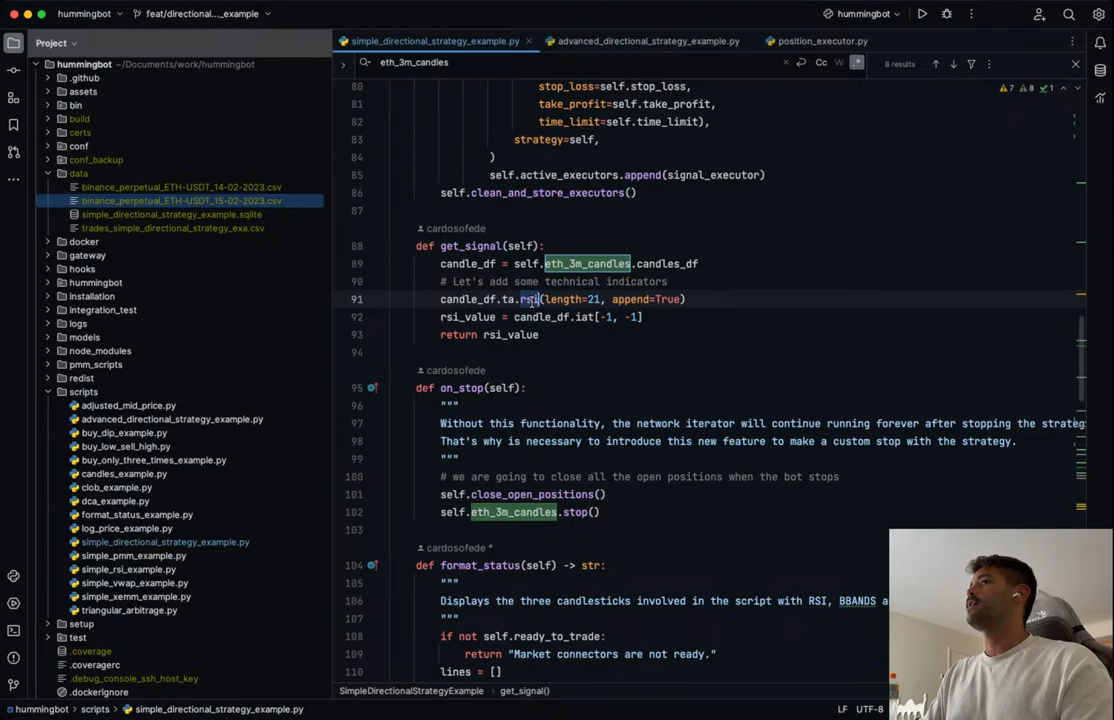 hummingbot
feat/directional..._example
hummingbot
Project
simple_directional_strategy_example.py
advanced_directional_strategy_example.py
position_executor.py
eth_3m_candles
Cc
W
.*
8 results
hummingbot ~/Documents/work/hummingbot
.github
assets
bin
build
certs
conf
conf_backup
data
binance_perpetual_ETH-USDT_14-02-2023.csv
binance_perpetual_ETH-USDT_15-02-2023.csv
simple_directional_strategy_example.sqlite
trades_simple_directional_strategy_exa.csv
docker
gateway
hooks
hummingbot
installation
integration_test
logs
models
node_modules
pmm_scripts
redist
scripts
adjusted_mid_price.py
advanced_directional_strategy_example.py
buy_dip_example.py
buy_low_sell_high.py
buy_only_three_times_example.py
candles_example.py
clob_example.py
dca_example.py
format_status_example.py
log_price_example.py
simple_directional_strategy_example.py
simple_pmm_example.py
simple_rsi_example.py
simple_vwap_example.py
simple_xemm_example.py
triangular_arbitrage.py
setup
test
.coverage
.coveragerc
.debug_console_ssh_host_key
.dockerignore
7 8 1
80 stop_loss=self.stop_loss,
81 take_profit=self.take_profit,
82 time_limit=self.time_limit),
83 strategy=self,
84 )
85 self.active_executors.append(signal_executor)
86 self.clean_and_store_executors()
87
cardosofede
88 def get_signal(self):
89 candle_df = self.eth_3m_candles.candles_df
90 # Let's add some technical indicators
91 candle_df.ta.rsi(length=21, append=True)
92 rsi_value = candle_df.iat[-1, -1]
93 return rsi_value
94
cardosofede
95 def on_stop(self):
96 """
97 Without this functionality, the network iterator will continue running forever after stopping the strateg
98 That's why is necessary to introduce this new feature to make a custom stop with the strategy.
99 """
100 # we are going to close all the open positions when the bot stops
101 self.close_open_positions()
102 self.eth_3m_candles.stop()
103
cardosofede *
104 def format_status(self) -> str:
105 """
106 Displays the three candlesticks involved in the script with RSI, BBANDS a
107 """
108 if not self.ready_to_trade:
109 return "Market connectors are not ready."
110 lines = []
SimpleDirectionalStrategyExample
get_signal()
hummingbot
scripts
simple_directional_strategy_example.py
LF
UTF-8